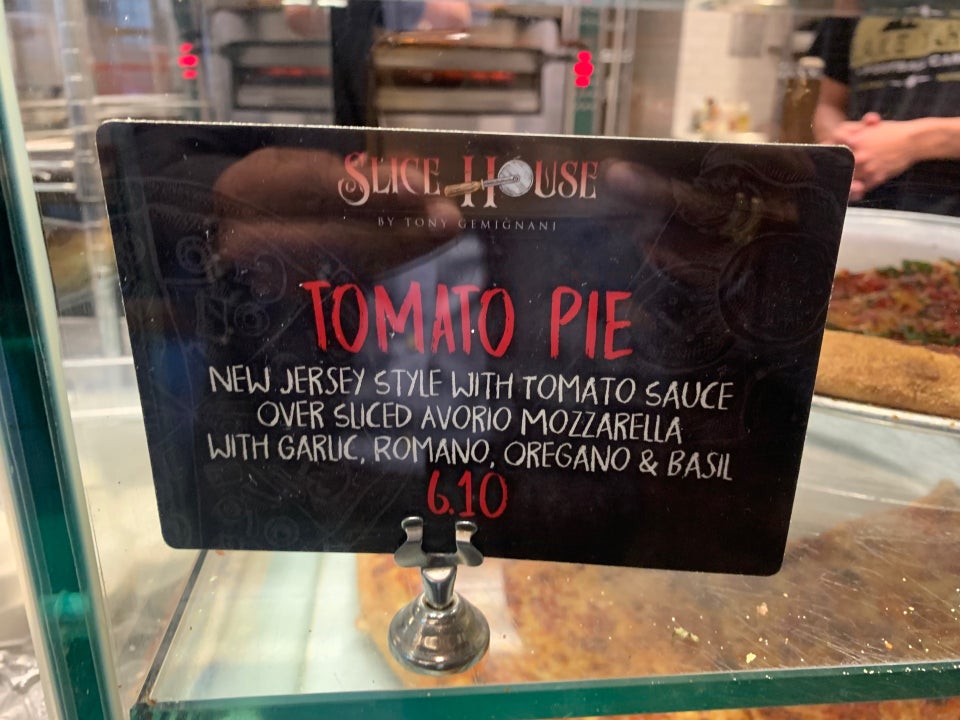 SLICE HOUSE
BY TONY GEMIGNANI
TOMATO PIE
NEW JERSEY STYLE WITH TOMATO SAUCE
OVER SLICED AVORIO MOZZARELLA
WITH GARLIC, ROMANO, OREGANO & BASIL
6.10